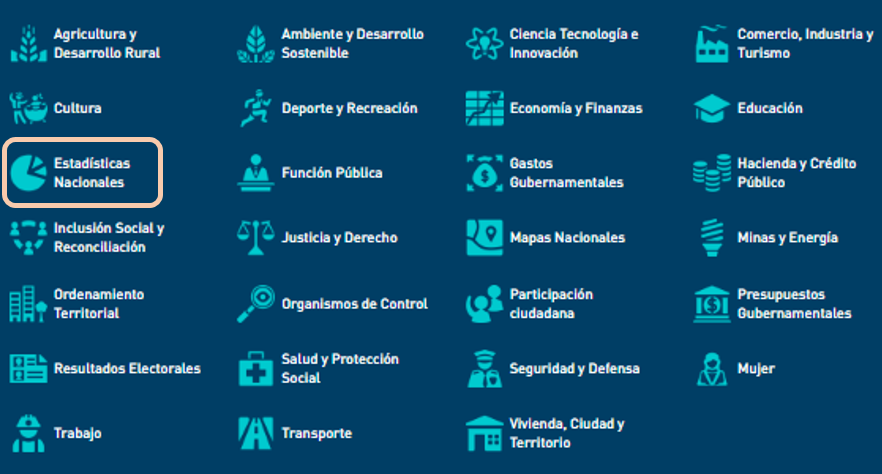 Agricultura y
Desarrollo Rural
Ambiente y Desarrollo
Sostenible
Ciencia Tecnología e
Innovación
Comercio, Industria y
Turismo
Cultura
Deporte y Recreación
Economía y Finanzas
Educación
Estadísticas
Nacionales
Función Pública
Gastos
Gubernamentales
Hacienda y Crédito
Público
Inclusión Social y
Reconciliación
Justicia y Derecho
Mapas Nacionales
Minas y Energía
Ordenamiento
Territorial
Organismos de Control
Participación
ciudadana
Presupuestos
Gubernamentales
Resultados Electorales
Salud y Protección
Social
Seguridad y Defensa
Mujer
Trabajo
Transporte
Vivienda, Ciudad y
Territorio